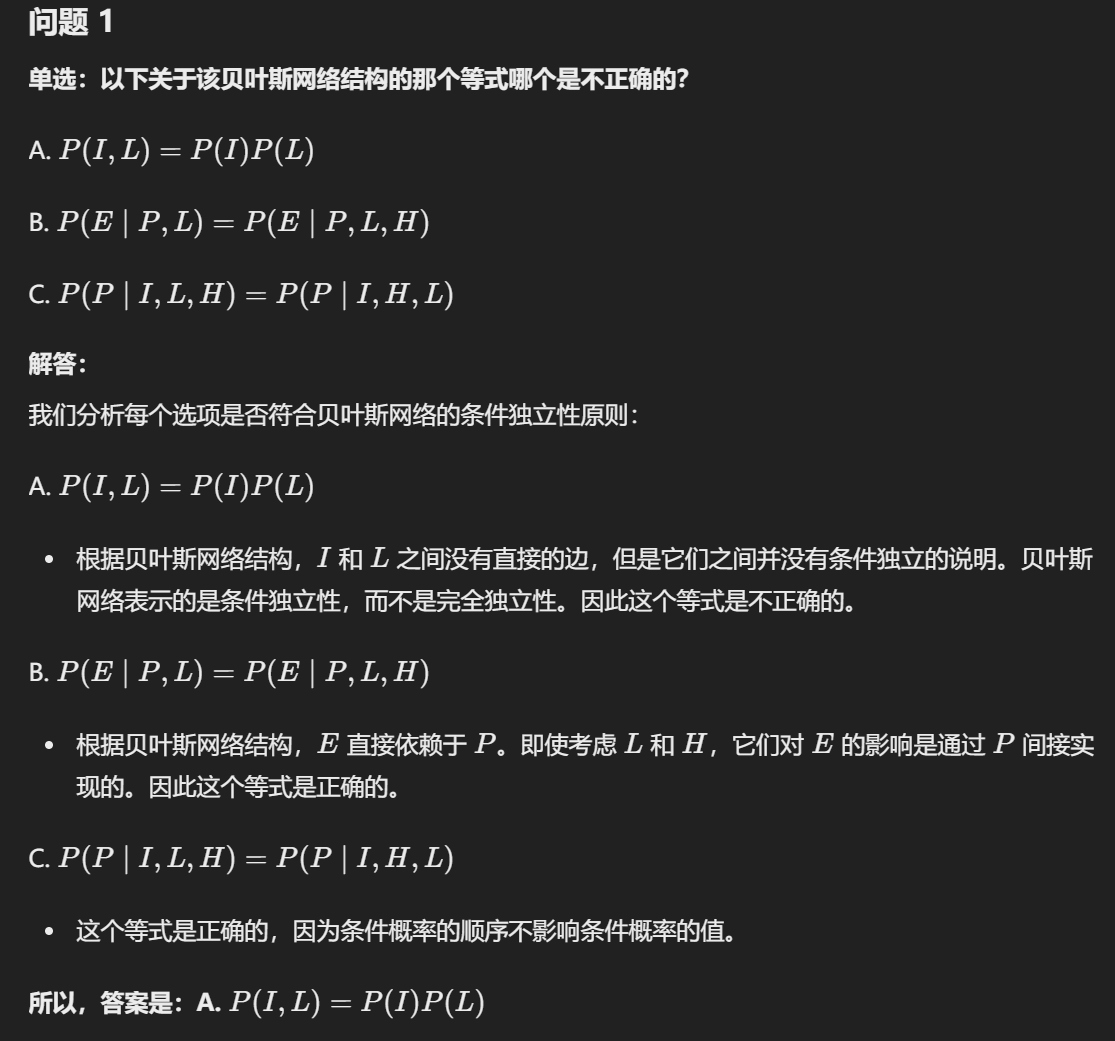 问题 1
单选：以下关于该贝叶斯网络结构的那个等式哪个是不正确的？
A. P(I, L) = P(I)P(L)
B. P(E | P, L) = P(E | P, L, H)
C. P(P | I, L, H) = P(P | I, H, L)
解答：
我们分析每个选项是否符合贝叶斯网络的条件独立性原则：
A. P(I, L) = P(I)P(L)
• 根据贝叶斯网络结构，I 和 L 之间没有直接的边，但是它们之间并没有条件独立的说明。贝叶斯
网络表示的是条件独立性，而不是完全独立性。因此这个等式是不正确的。
B. P(E | P, L) = P(E | P, L, H)
• 根据贝叶斯网络结构，E 直接依赖于 P。即使考虑 L 和 H，它们对 E 的影响是通过 P 间接实
现的。因此这个等式是正确的。
C. P(P | I, L, H) = P(P | I, H, L)
• 这个等式是正确的，因为条件概率的顺序不影响条件概率的值。
所以，答案是：A. P(I, L) = P(I)P(L)